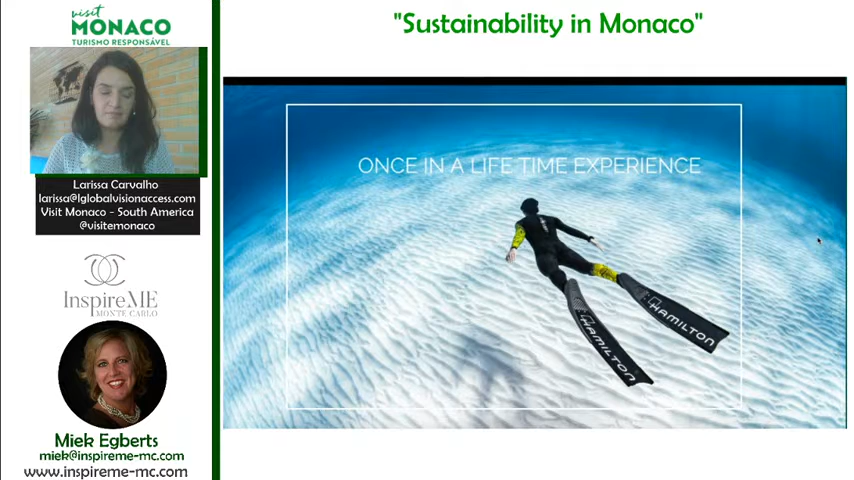 visit
MONACO
TURISMO RESPONSÁVEL
Larissa Carvalho
larissa@lglobalvisionaccess.com
Visit Monaco - South America
@visitemonaco
InspireME
MONTE CARLO
Miek Egberts
miek@inspireme-mc.com
www.inspireme-mc.com
"Sustainability in Monaco"
ONCE IN A LIFE TIME EXPERIENCE
HAMILTON
HAMILTON